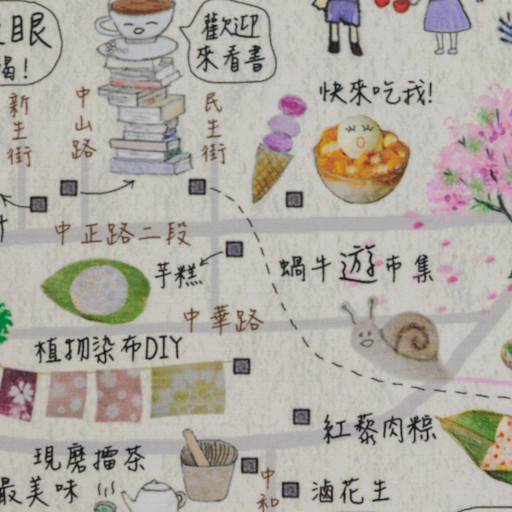 眼
喝!
歡迎
來看書
快來吃我!
新生街
中山路
民生街
中正路二段
芋糕
蝸牛遊市集
中華路
植物染布DIY
紅藜肉粽
現磨擂茶
最美味
中和
滷花生